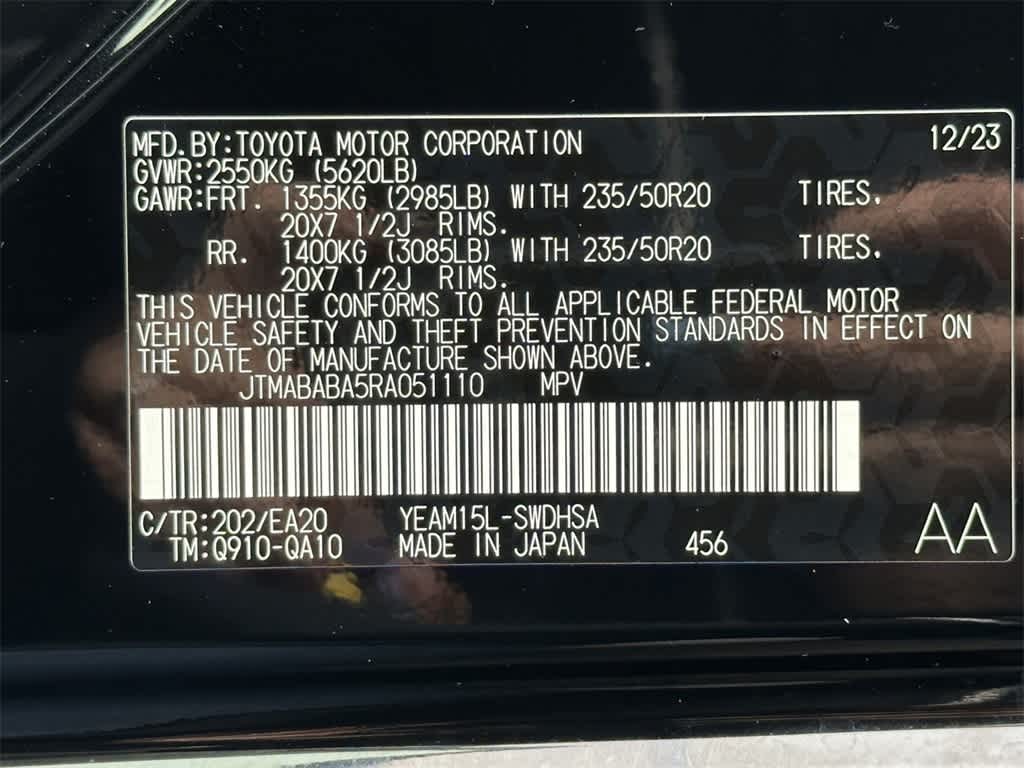 MFD.BY:TOYOTA MOTOR CORPORATION 12/23
GVWR:2550KG (5620LB)
GAWR:FRT. 1355KG (2985LB) WITH 235/50R20 TIRES.
20X7 1/2J RIMS.
RR. 1400KG (3085LB) WITH 235/50R20 TIRES.
20X7 1/2J RIMS.
THIS VEHICLE CONFORMS TO ALL APPLICABLE FEDERAL MOTOR
VEHICLE SAFETY AND THEFT PREVENTION STANDARDS IN EFFECT ON
THE DATE OF MANUFACTURE SHOWN ABOVE.
JTMABABA5RA051110 MPV
C/TR:202/EA20 YEAM15L-SWDHSA
TM:Q910-QA10 MADE IN JAPAN 456 AA